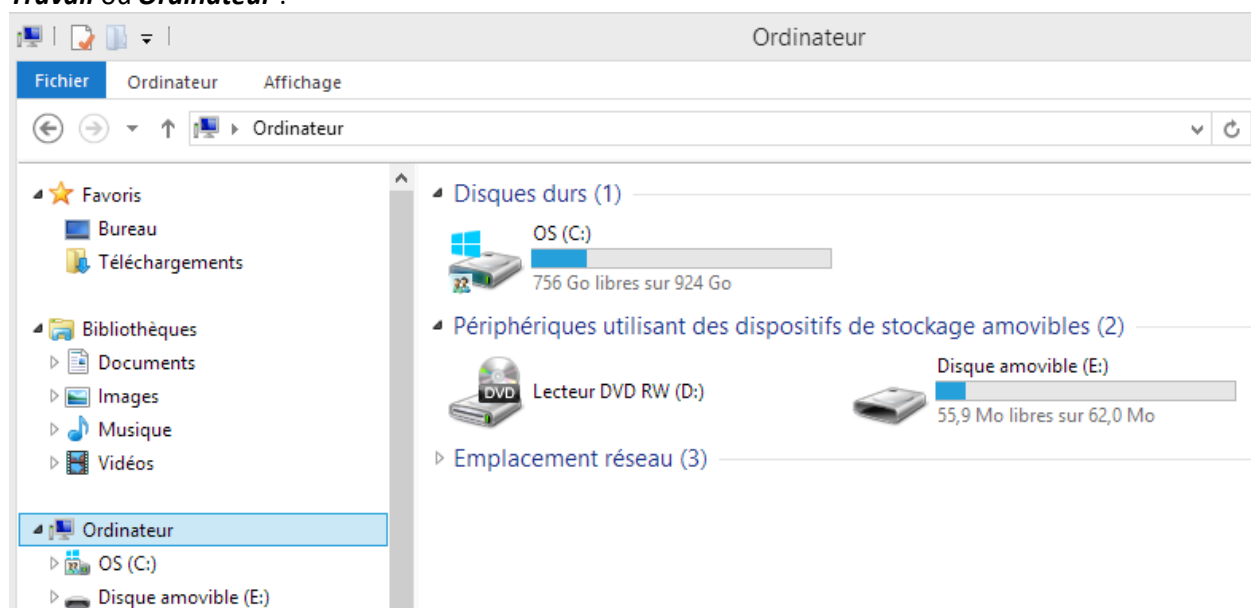 Travail ou Ordinateur :
Ordinateur
Fichier Ordinateur Affichage
Ordinateur
Favoris
Bureau
Téléchargements
Bibliothèques
Documents
Images
Musique
Vidéos
Ordinateur
OS (C:)
Disque amovible (E:)
Disques durs (1)
OS (C:)
756 Go libres sur 924 Go
Périphériques utilisant des dispositifs de stockage amovibles (2)
DVD
Lecteur DVD RW (D:)
Disque amovible (E:)
55,9 Mo libres sur 62,0 Mo
Emplacement réseau (3)